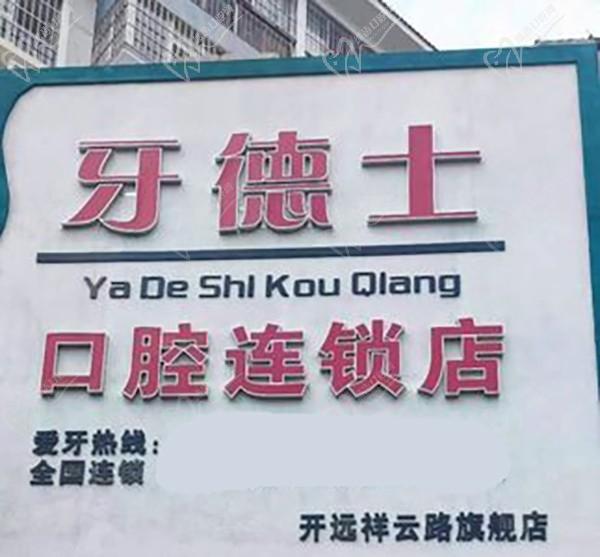 牙德士
Ya De Shi Kou Qiang
口腔连锁店
爱牙热线：
全国连锁
开远祥云路旗舰店